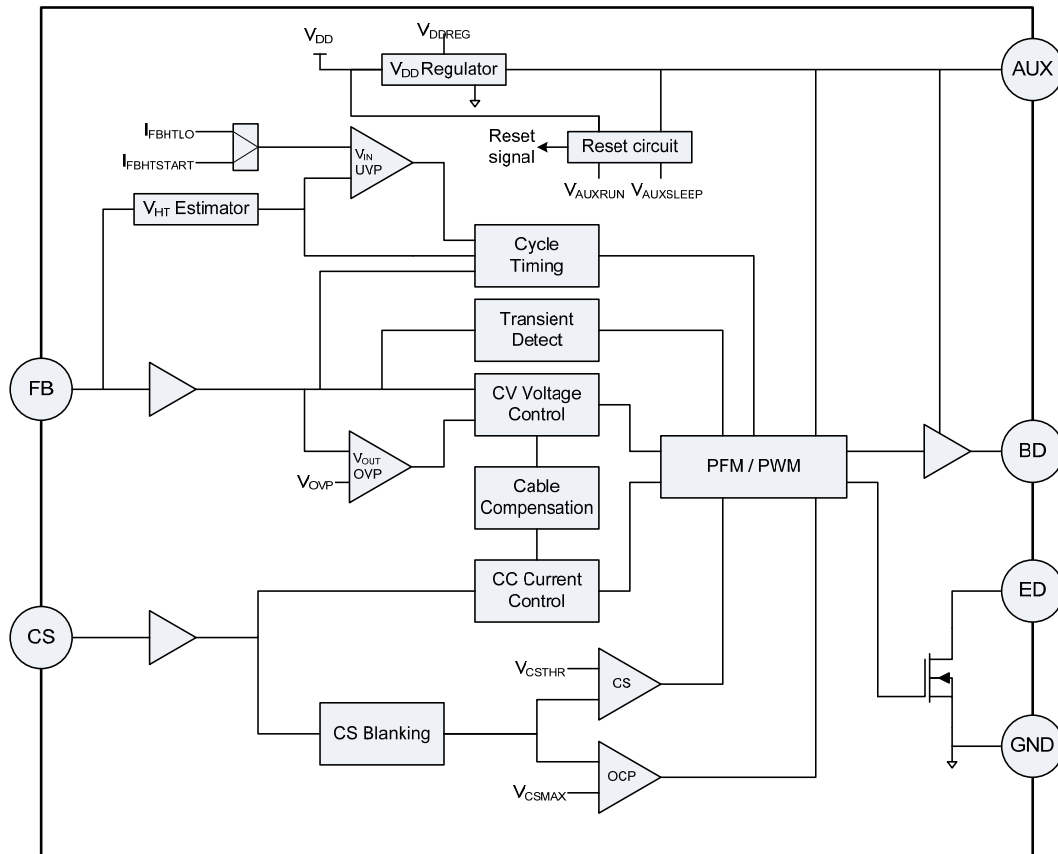 VDD
VDDREG
VDD Regulator
AUX
IFBHTLO
IFBHTSTART
VIN
UVP
Reset
signal
Reset circuit
VAUXRUN
VAUXSLEEP
VHT Estimator
Cycle
Timing
Transient
Detect
FB
CV Voltage
Control
VOUT
OVP
VOVP
Cable
Compensation
PFM / PWM
BD
CC Current
Control
ED
CS
VCSTHR
CS
CS Blanking
GND
OCP
VCSMAX